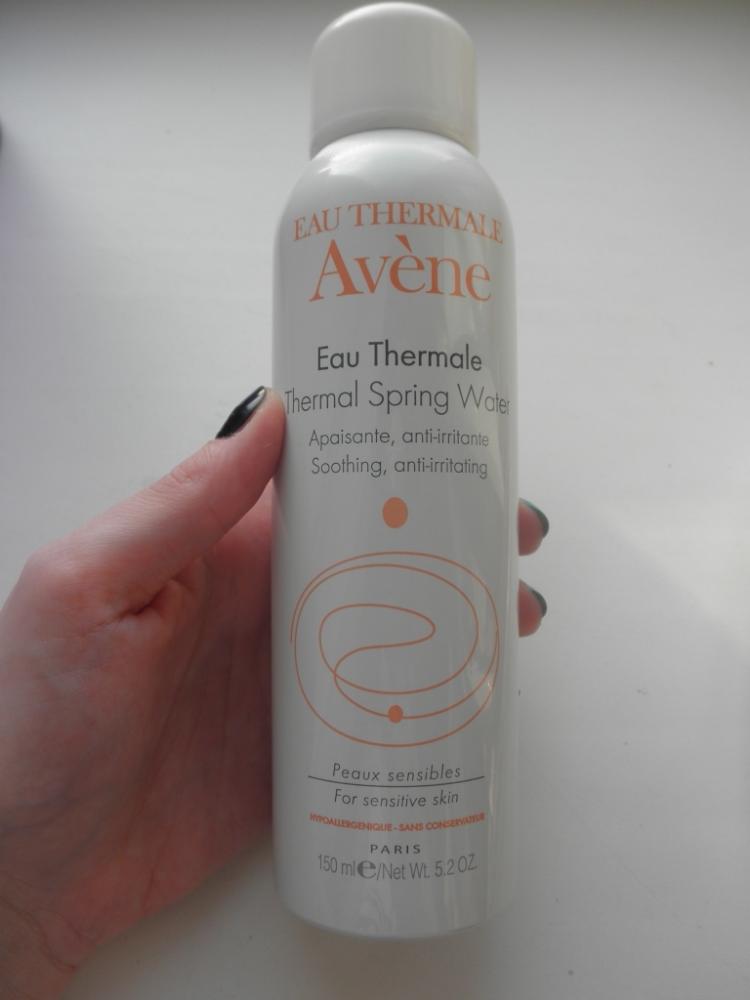 EAU THERMALE
Avène
Eau Thermale
Thermal Spring Water
Apaisante, anti-irritante
Soothing, anti-irritating
Peaux sensibles
For sensitive skin
HYPOALLERGENIQUE - SANS CONSERVATEUR
PARIS
150 ml ℮/Net Wt. 5.2 OZ.